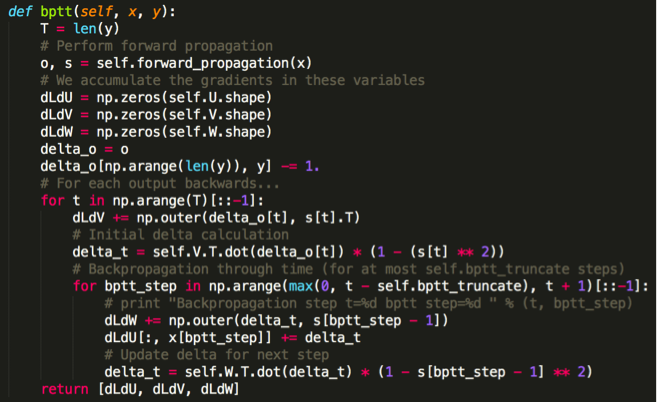 def bptt(self, x, y):
    T = len(y)
    # Perform forward propagation
    o, s = self.forward_propagation(x)
    # We accumulate the gradients in these variables
    dLdU = np.zeros(self.U.shape)
    dLdV = np.zeros(self.V.shape)
    dLdW = np.zeros(self.W.shape)
    delta_o = o
    delta_o[np.arange(len(y)), y] -= 1.
    # For each output backwards...
    for t in np.arange(T)[::-1]:
        dLdV += np.outer(delta_o[t], s[t].T)
        # Initial delta calculation
        delta_t = self.V.T.dot(delta_o[t]) * (1 - (s[t] ** 2))
        # Backpropagation through time (for at most self.bptt_truncate steps)
        for bptt_step in np.arange(max(0, t - self.bptt_truncate), t + 1)[::-1]:
            # print "Backpropagation step t=%d bptt step=%d " % (t, bptt_step)
            dLdW += np.outer(delta_t, s[bptt_step - 1])
            dLdU[:, x[bptt_step]] += delta_t
            # Update delta for next step
            delta_t = self.W.T.dot(delta_t) * (1 - s[bptt_step - 1] ** 2)
    return [dLdU, dLdV, dLdW]